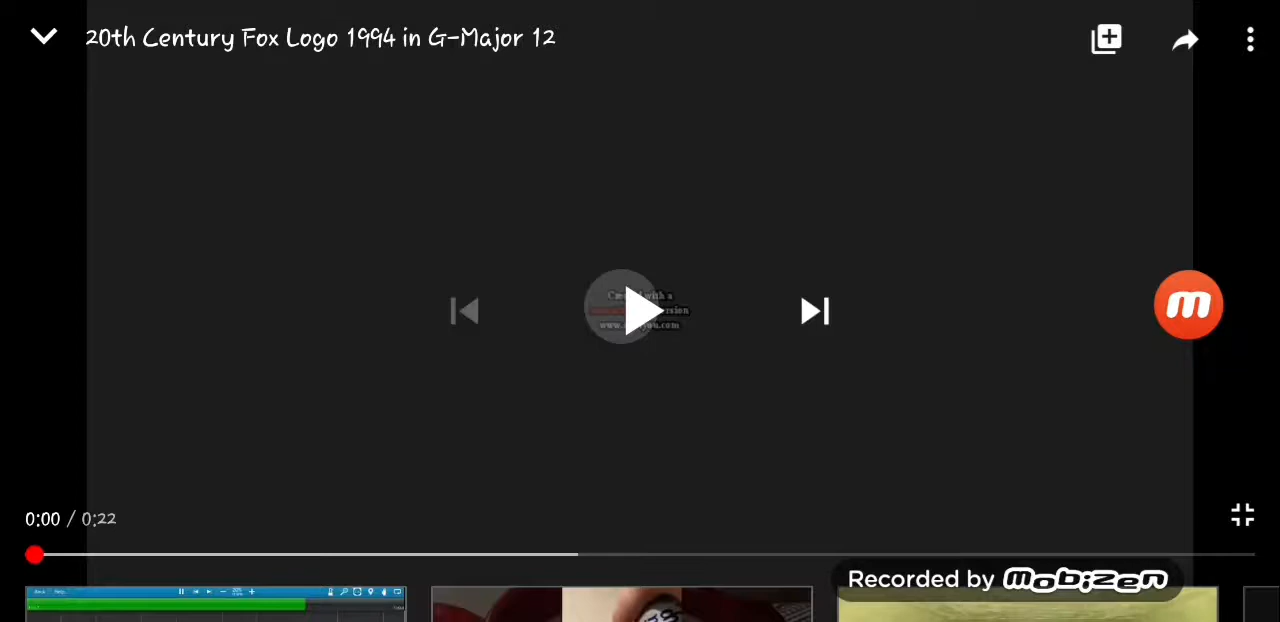 20th Century Fox Logo 1994 in G-Major 12
m
0:00 / 0:22
Recorded by mobizen